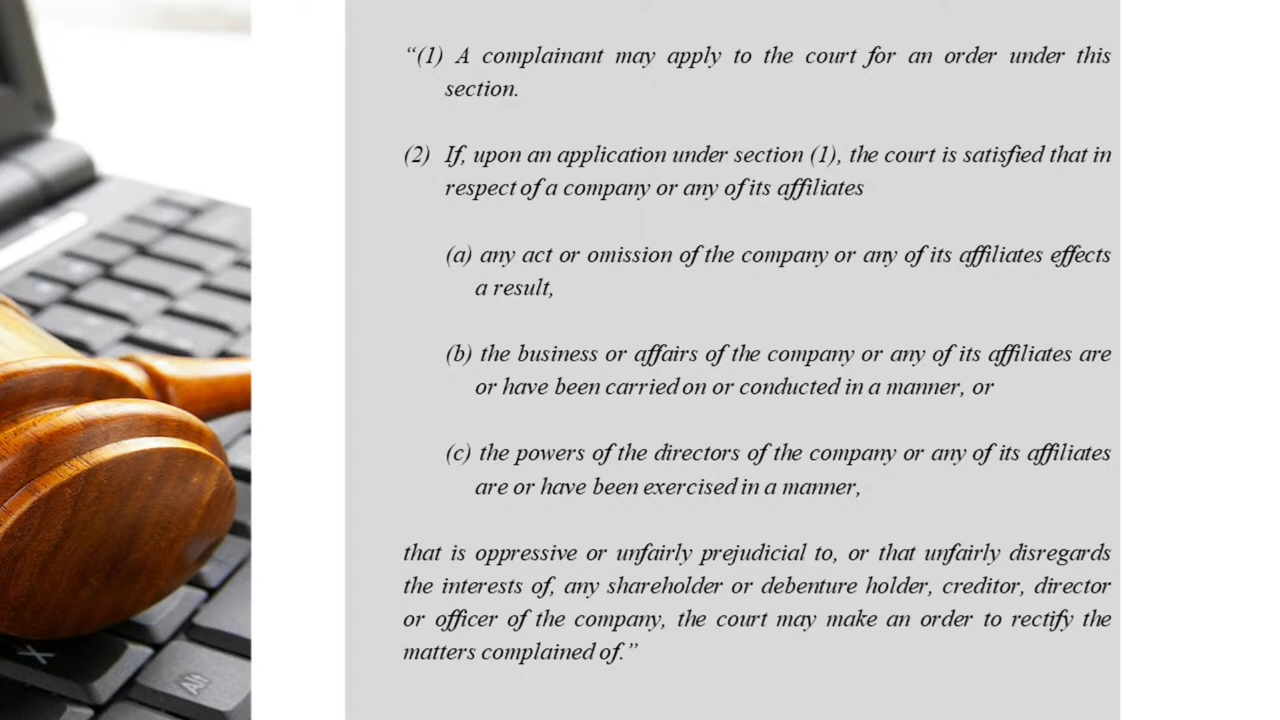 “(1) A complainant may apply to the court for an order under this
section.
(2) If, upon an application under section (1), the court is satisfied that in
respect of a company or any of its affiliates
(a) any act or omission of the company or any of its affiliates effects
a result,
(b) the business or affairs of the company or any of its affiliates are
or have been carried on or conducted in a manner, or
(c) the powers of the directors of the company or any of its affiliates
are or have been exercised in a manner,
that is oppressive or unfairly prejudicial to, or that unfairly disregards
the interests of, any shareholder or debenture holder, creditor, director
or officer of the company, the court may make an order to rectify the
matters complained of.”
X
Alt